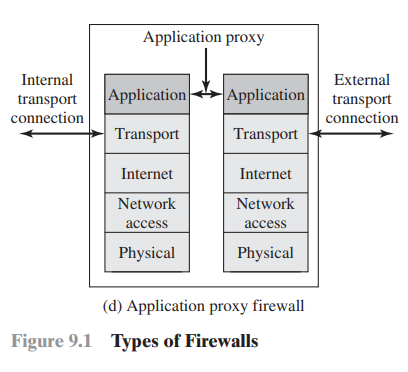 Application proxy
Internal
transport
connection
External
transport
connection
Application
Application
Transport
Transport
Internet
Internet
Network
access
Network
access
Physical
Physical
(d) Application proxy firewall
Figure 9.1 Types of Firewalls